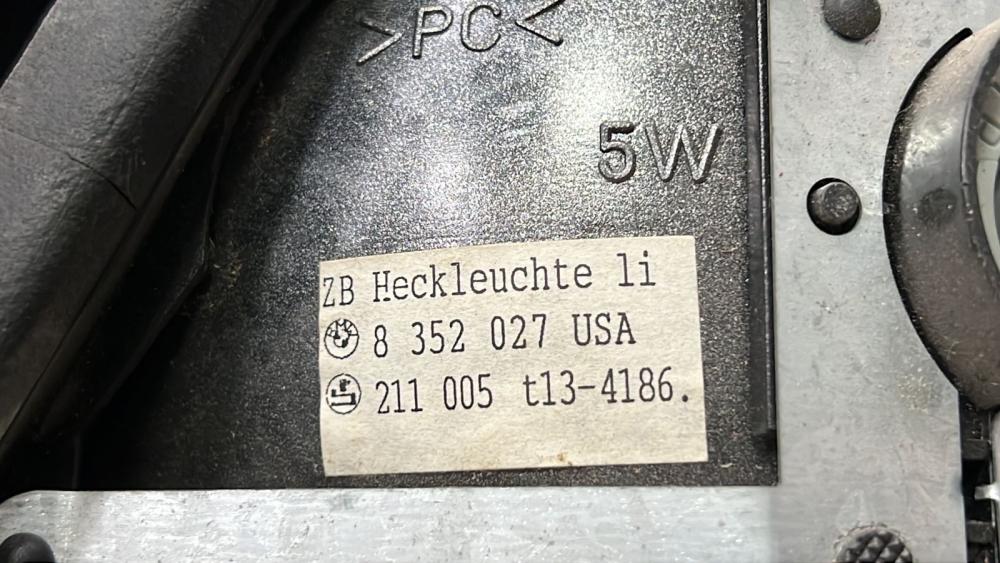 >PC<
5W
ZB Heckleuchte li
8 352 027 USA
211 005 t13-4186.